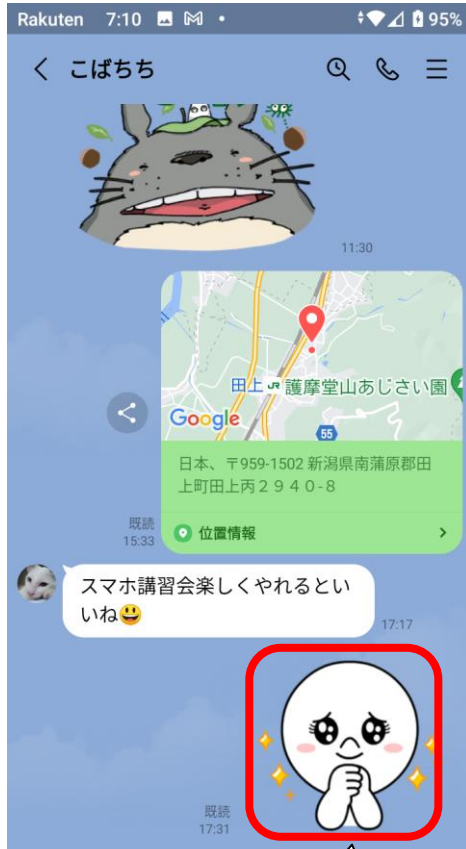 Rakuten 7:10 95%
こばちち
11:30
田上 護摩堂山あじさい園
Google
55
日本、〒959-1502 新潟県南蒲原郡田
上町田上丙2940-8
既読
15:33
位置情報
スマホ講習会楽しくやれるとい
いね😃
17:17
既読
17:31